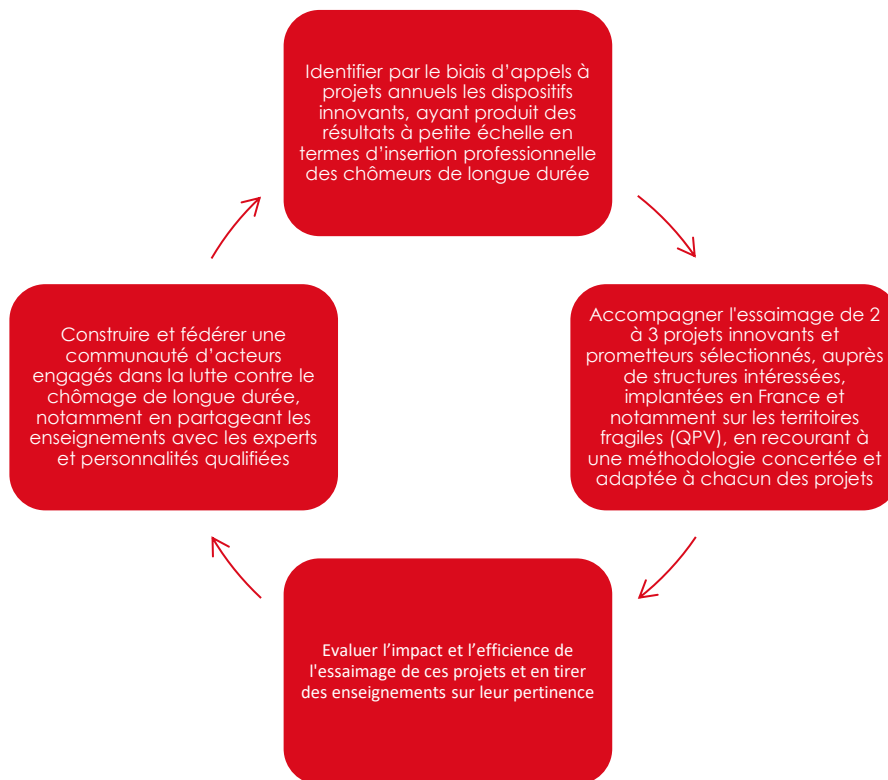 Identifier par le biais d’appels à
projets annuels les dispositifs
innovants, ayant produit des
résultats à petite échelle en
termes d’insertion professionnelle
des chômeurs de longue durée
Accompagner l'essaimage de 2
à 3 projets innovants et
prometteurs sélectionnés, auprès
de structures intéressées,
implantées en France et
notamment sur les territoires
fragiles (QPV), en recourant à
une méthodologie concertée et
adaptée à chacun des projets
Evaluer l’impact et l’efficience de
l'essaimage de ces projets et en tirer
des enseignements sur leur pertinence
Construire et fédérer une
communauté d’acteurs
engagés dans la lutte contre le
chômage de longue durée,
notamment en partageant les
enseignements avec les experts
et personnalités qualifiées